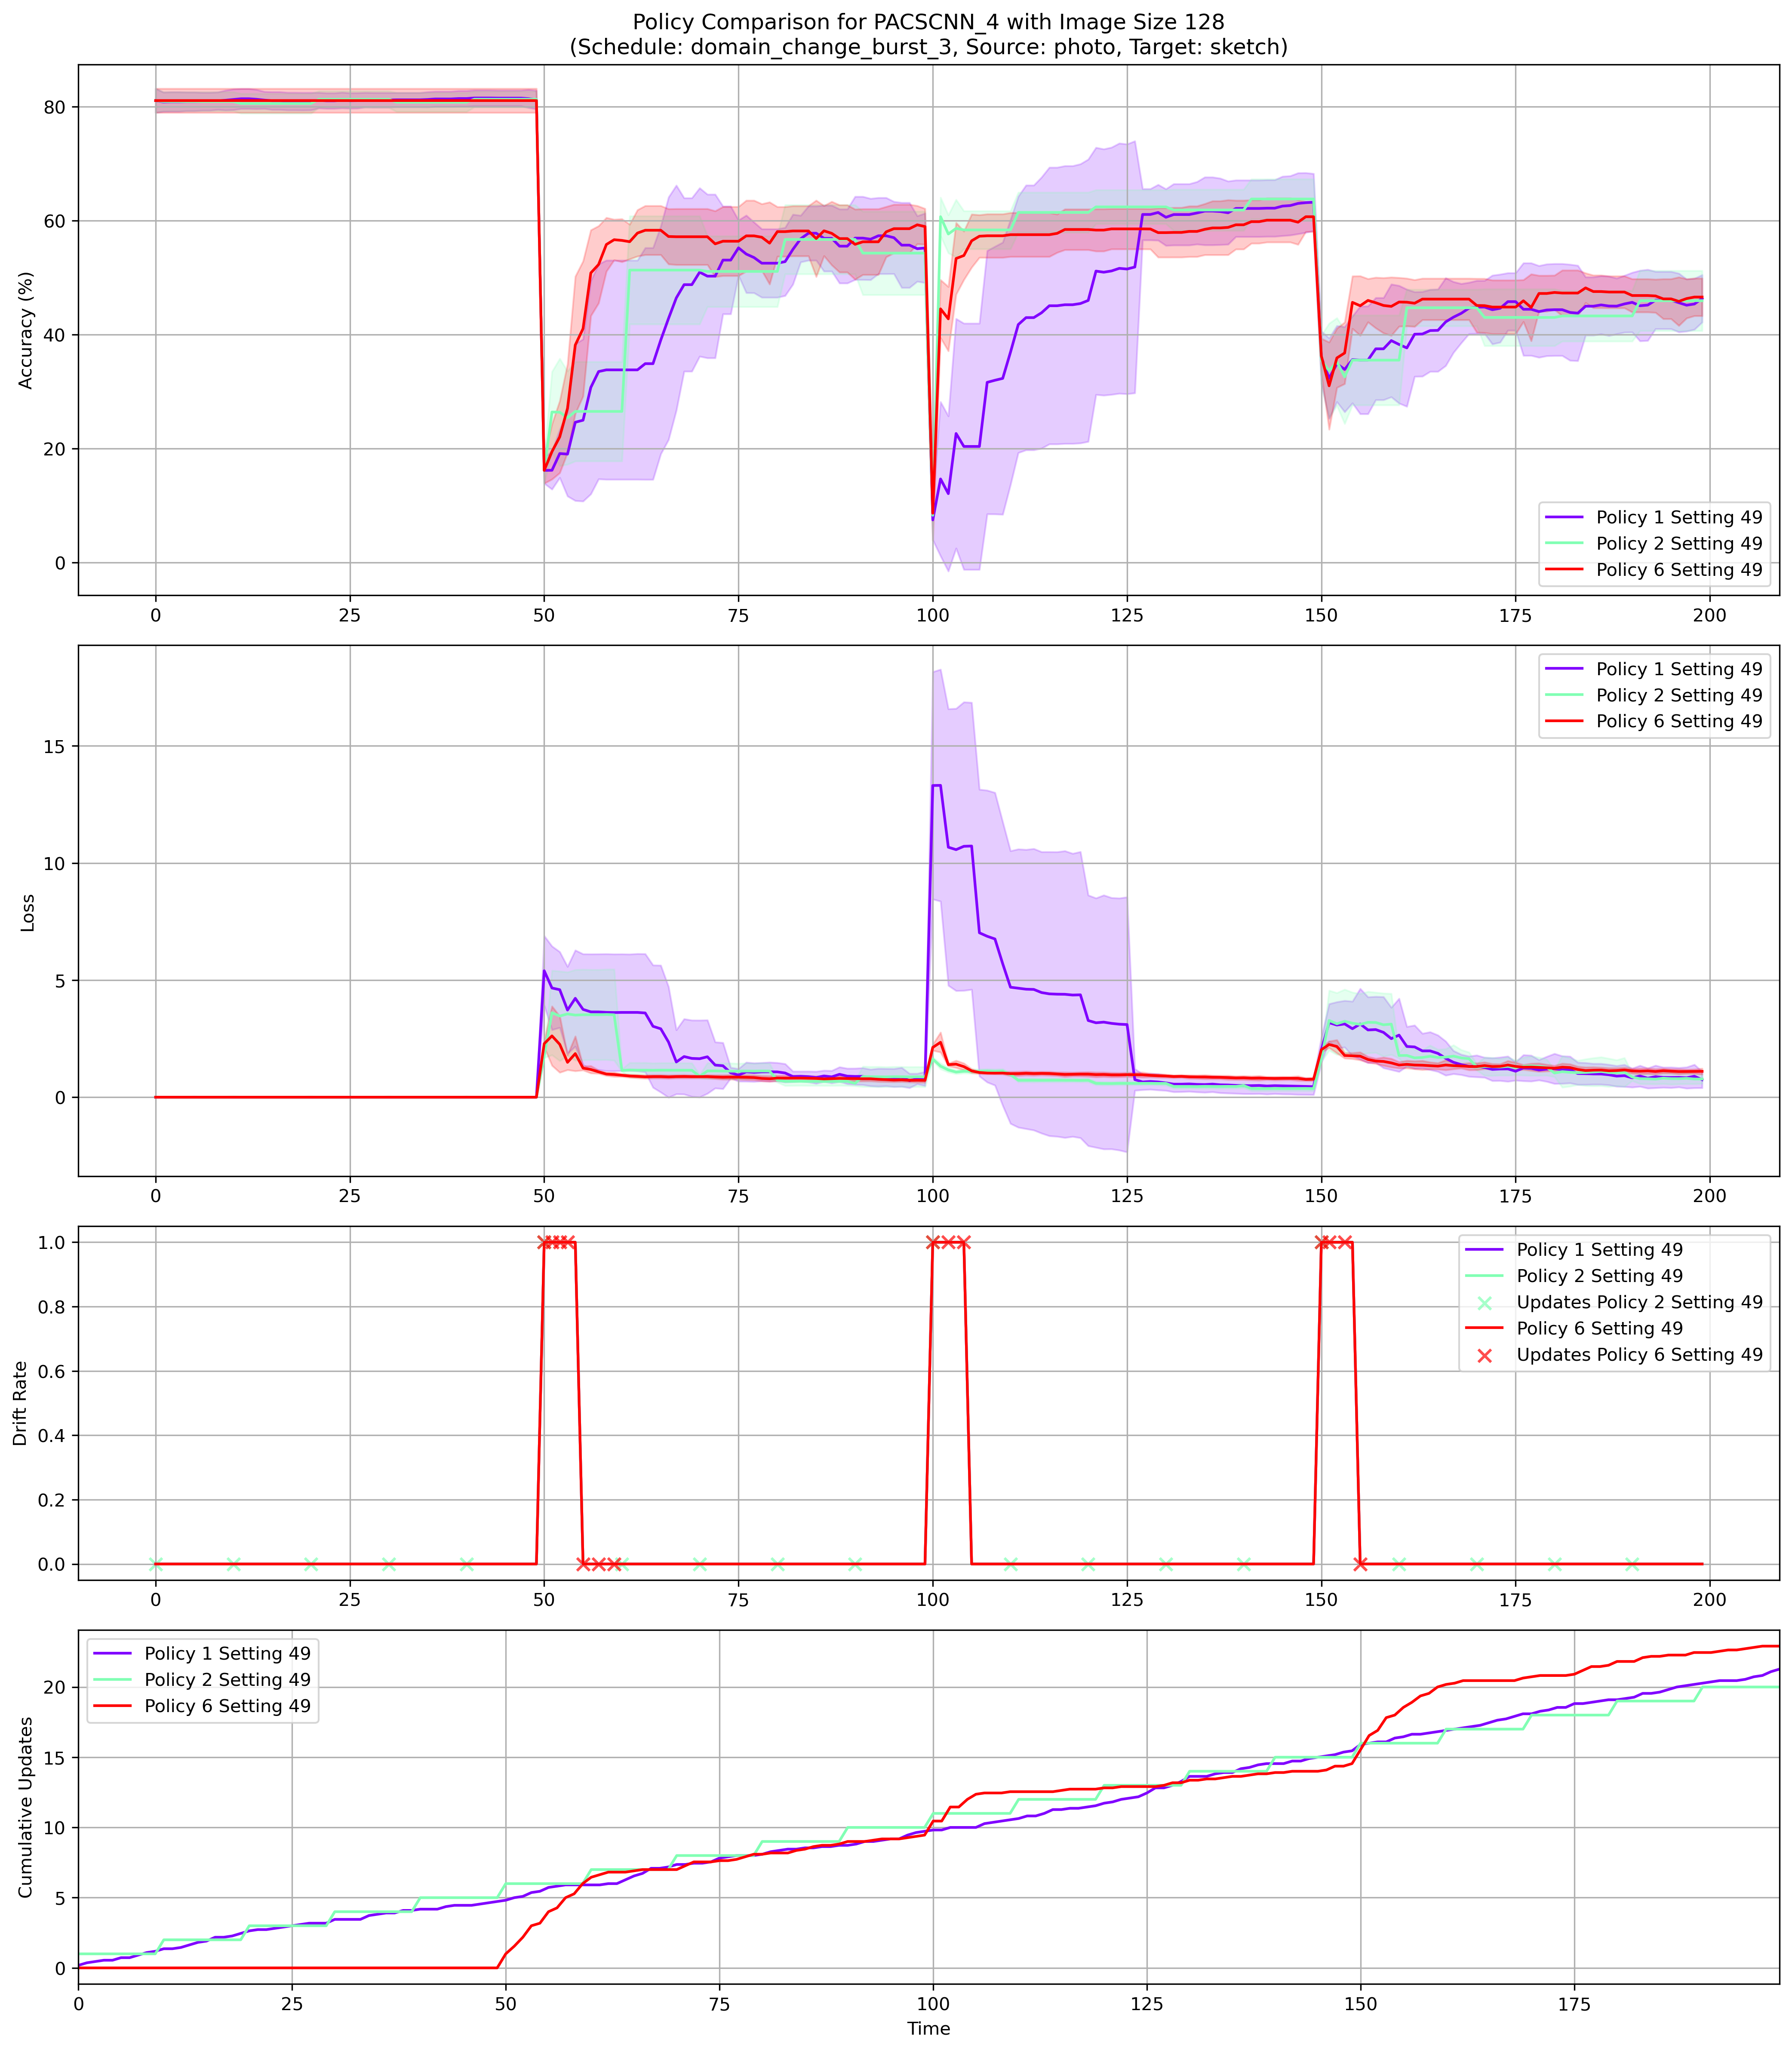 Policy Comparison for PACSCNN_4 with Image Size 128
(Schedule: domain_change_burst_3, Source: photo, Target: sketch)
Accuracy (%)
80
60
40
20
0
Policy 1 Setting 49
Policy 2 Setting 49
Policy 6 Setting 49
0 25 50 75 100 125 150 175 200
Loss
15
10
5
0
Policy 1 Setting 49
Policy 2 Setting 49
Policy 6 Setting 49
0 25 50 75 100 125 150 175 200
Drift Rate
1.0
0.8
0.6
0.4
0.2
0.0
Policy 1 Setting 49
Policy 2 Setting 49
Updates Policy 2 Setting 49
Policy 6 Setting 49
Updates Policy 6 Setting 49
0 25 50 75 100 125 150 175 200
Cumulative Updates
20
15
10
5
0
Policy 1 Setting 49
Policy 2 Setting 49
Policy 6 Setting 49
0 25 50 75 100 125 150 175
Time